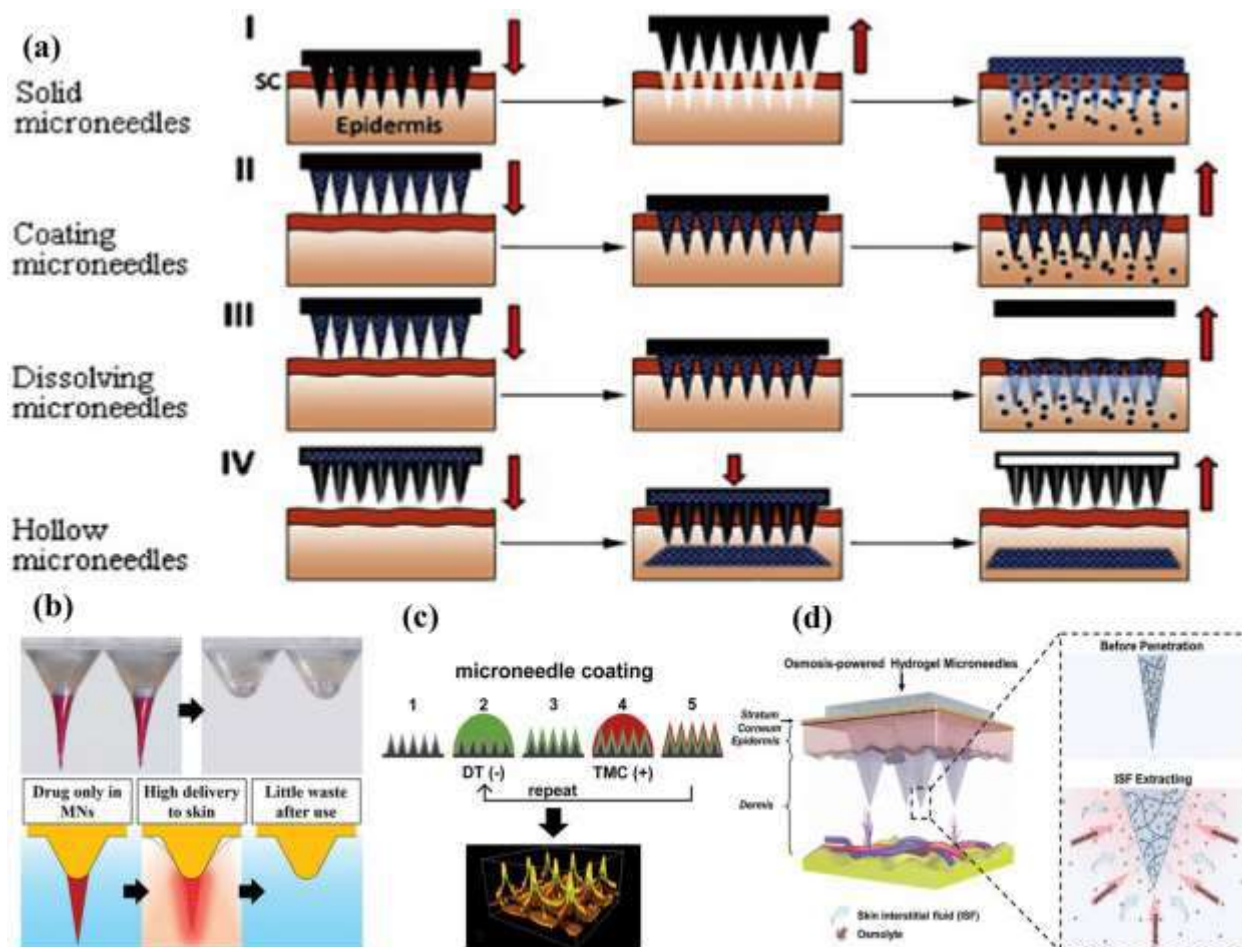 (a)
I
Solid
microneedles
SC
Epidermis
II
Coating
microneedles
III
Dissolving
microneedles
IV
Hollow
microneedles
(b)
Drug only in
MNs
High delivery
to skin
Little waste
after use
(c)
microneedle coating
1 2 3 4 5
DT (-) TMC (+)
repeat
(d)
Osmosis-powered Hydrogel Microneedles
Stratum
Corneum
Epidermis
Dermis
Skin interstitial fluid (ISF)
Osmolyte
Before Penetration
ISF Extracting